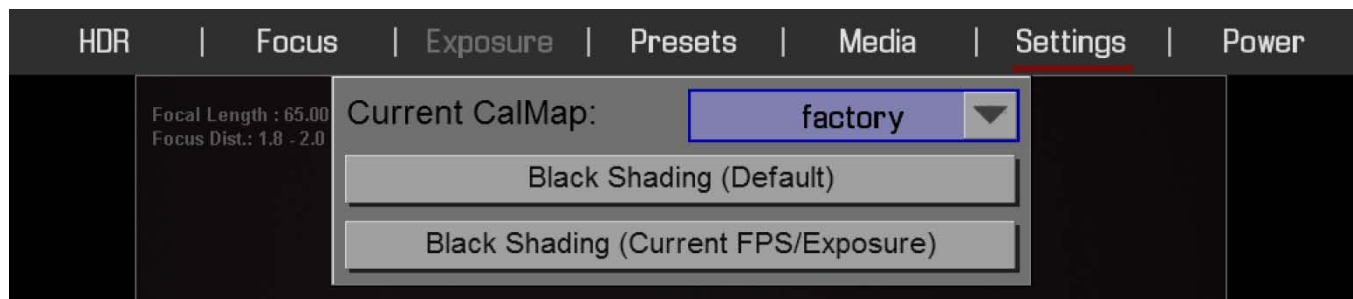 HDR | Focus | Exposure | Presets | Media | Settings | Power
Focal Length : 65.00
Focus Dist.: 1.8 - 2.0
Current CalMap: factory
Black Shading (Default)
Black Shading (Current FPS/Exposure)